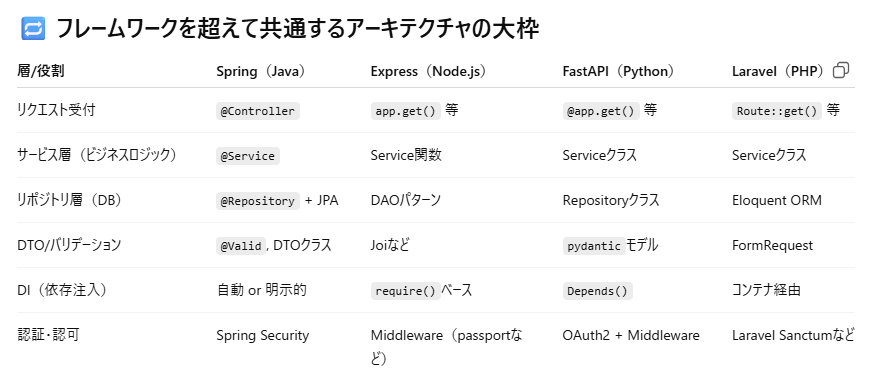 🔁 フレームワークを超えて共通するアーキテクチャの大枠
層/役割 Spring（Java） Express（Node.js） FastAPI（Python） Laravel（PHP）
リクエスト受付 @Controller app.get() 等 @app.get() 等 Route::get() 等
サービス層（ビジネスロジック） @Service Service関数 Serviceクラス Serviceクラス
リポジトリ層（DB） @Repository + JPA DAOパターン Repositoryクラス Eloquent ORM
DTO/バリデーション @Valid, DTOクラス Joiなど pydanticモデル FormRequest
DI（依存注入） 自動 or 明示的 require()ベース Depends() コンテナ経由
認証・認可 Spring Security Middleware（passportなど） OAuth2 + Middleware Laravel Sanctumなど